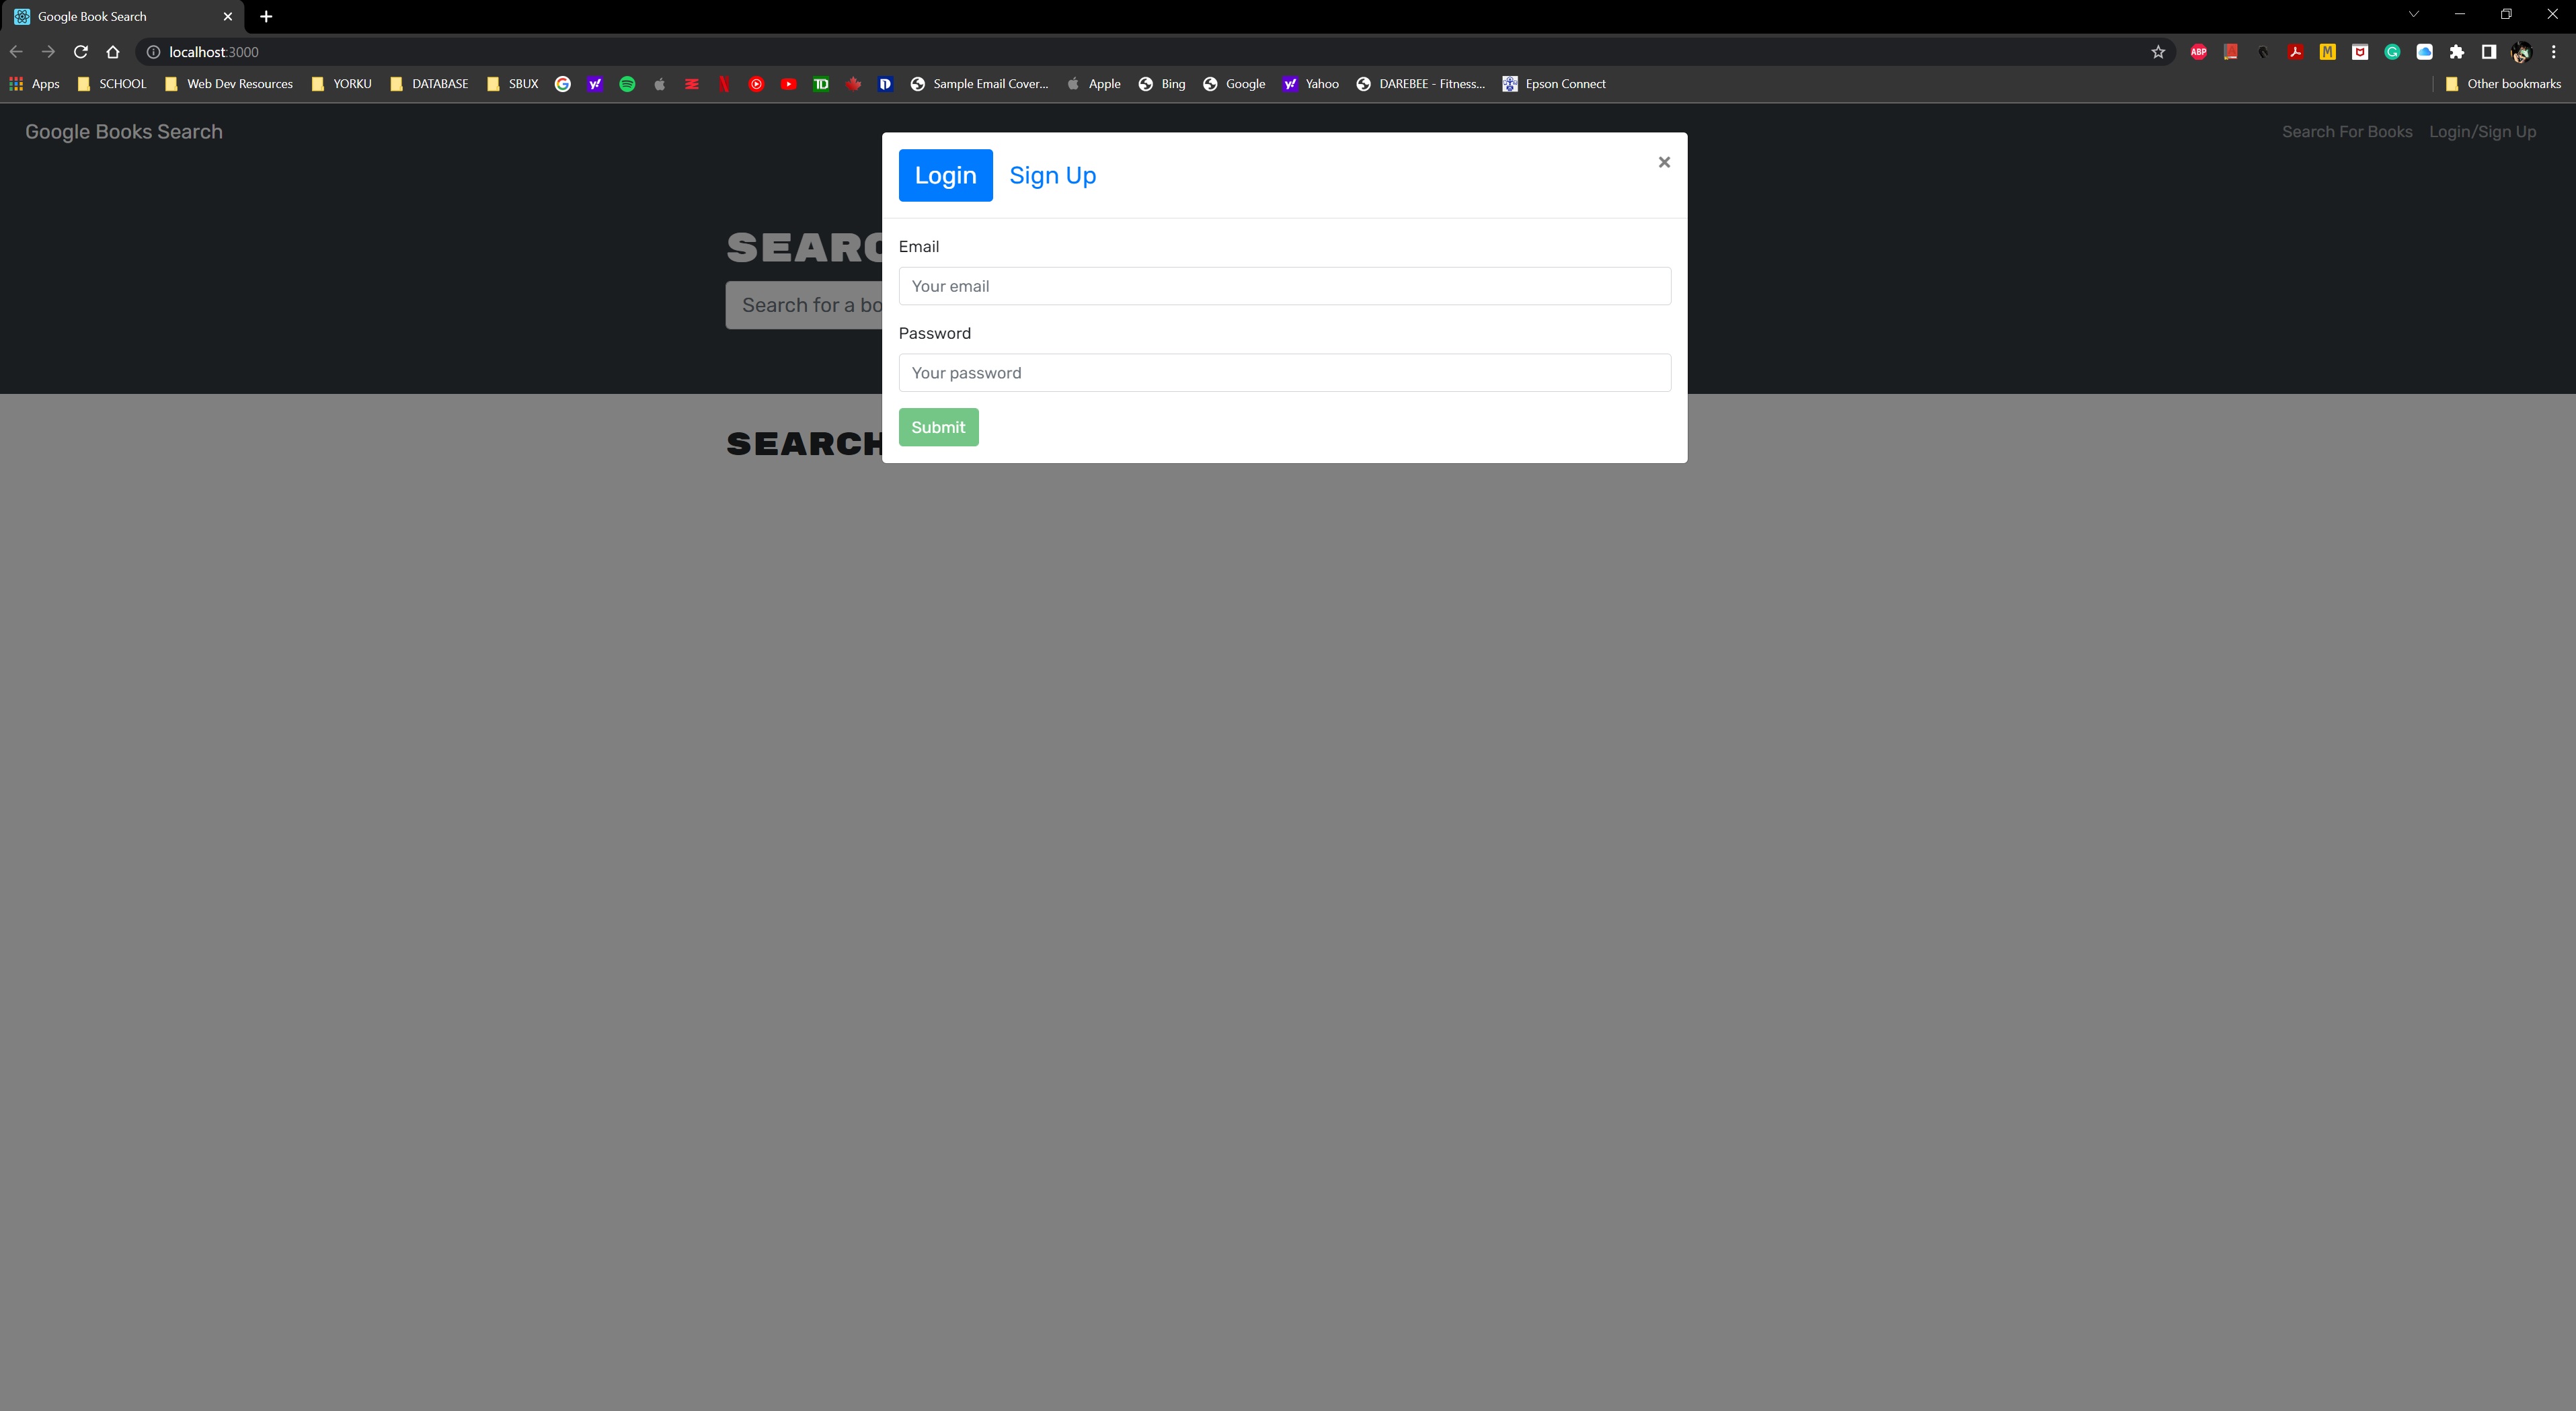 Google Book Search
localhost:3000
ABP
M
Apps SCHOOL Web Dev Resources YORKU DATABASE SBUX y! TD Sample Email Cover... Apple Bing Google y! Yahoo DAREBEE - Fitness... Epson Connect Other bookmarks
Google Books Search Search For Books Login/Sign Up
Login Sign Up ×
SEARC
Email
Search for a bo
Your email
Password
Your password
Submit
SEARCH